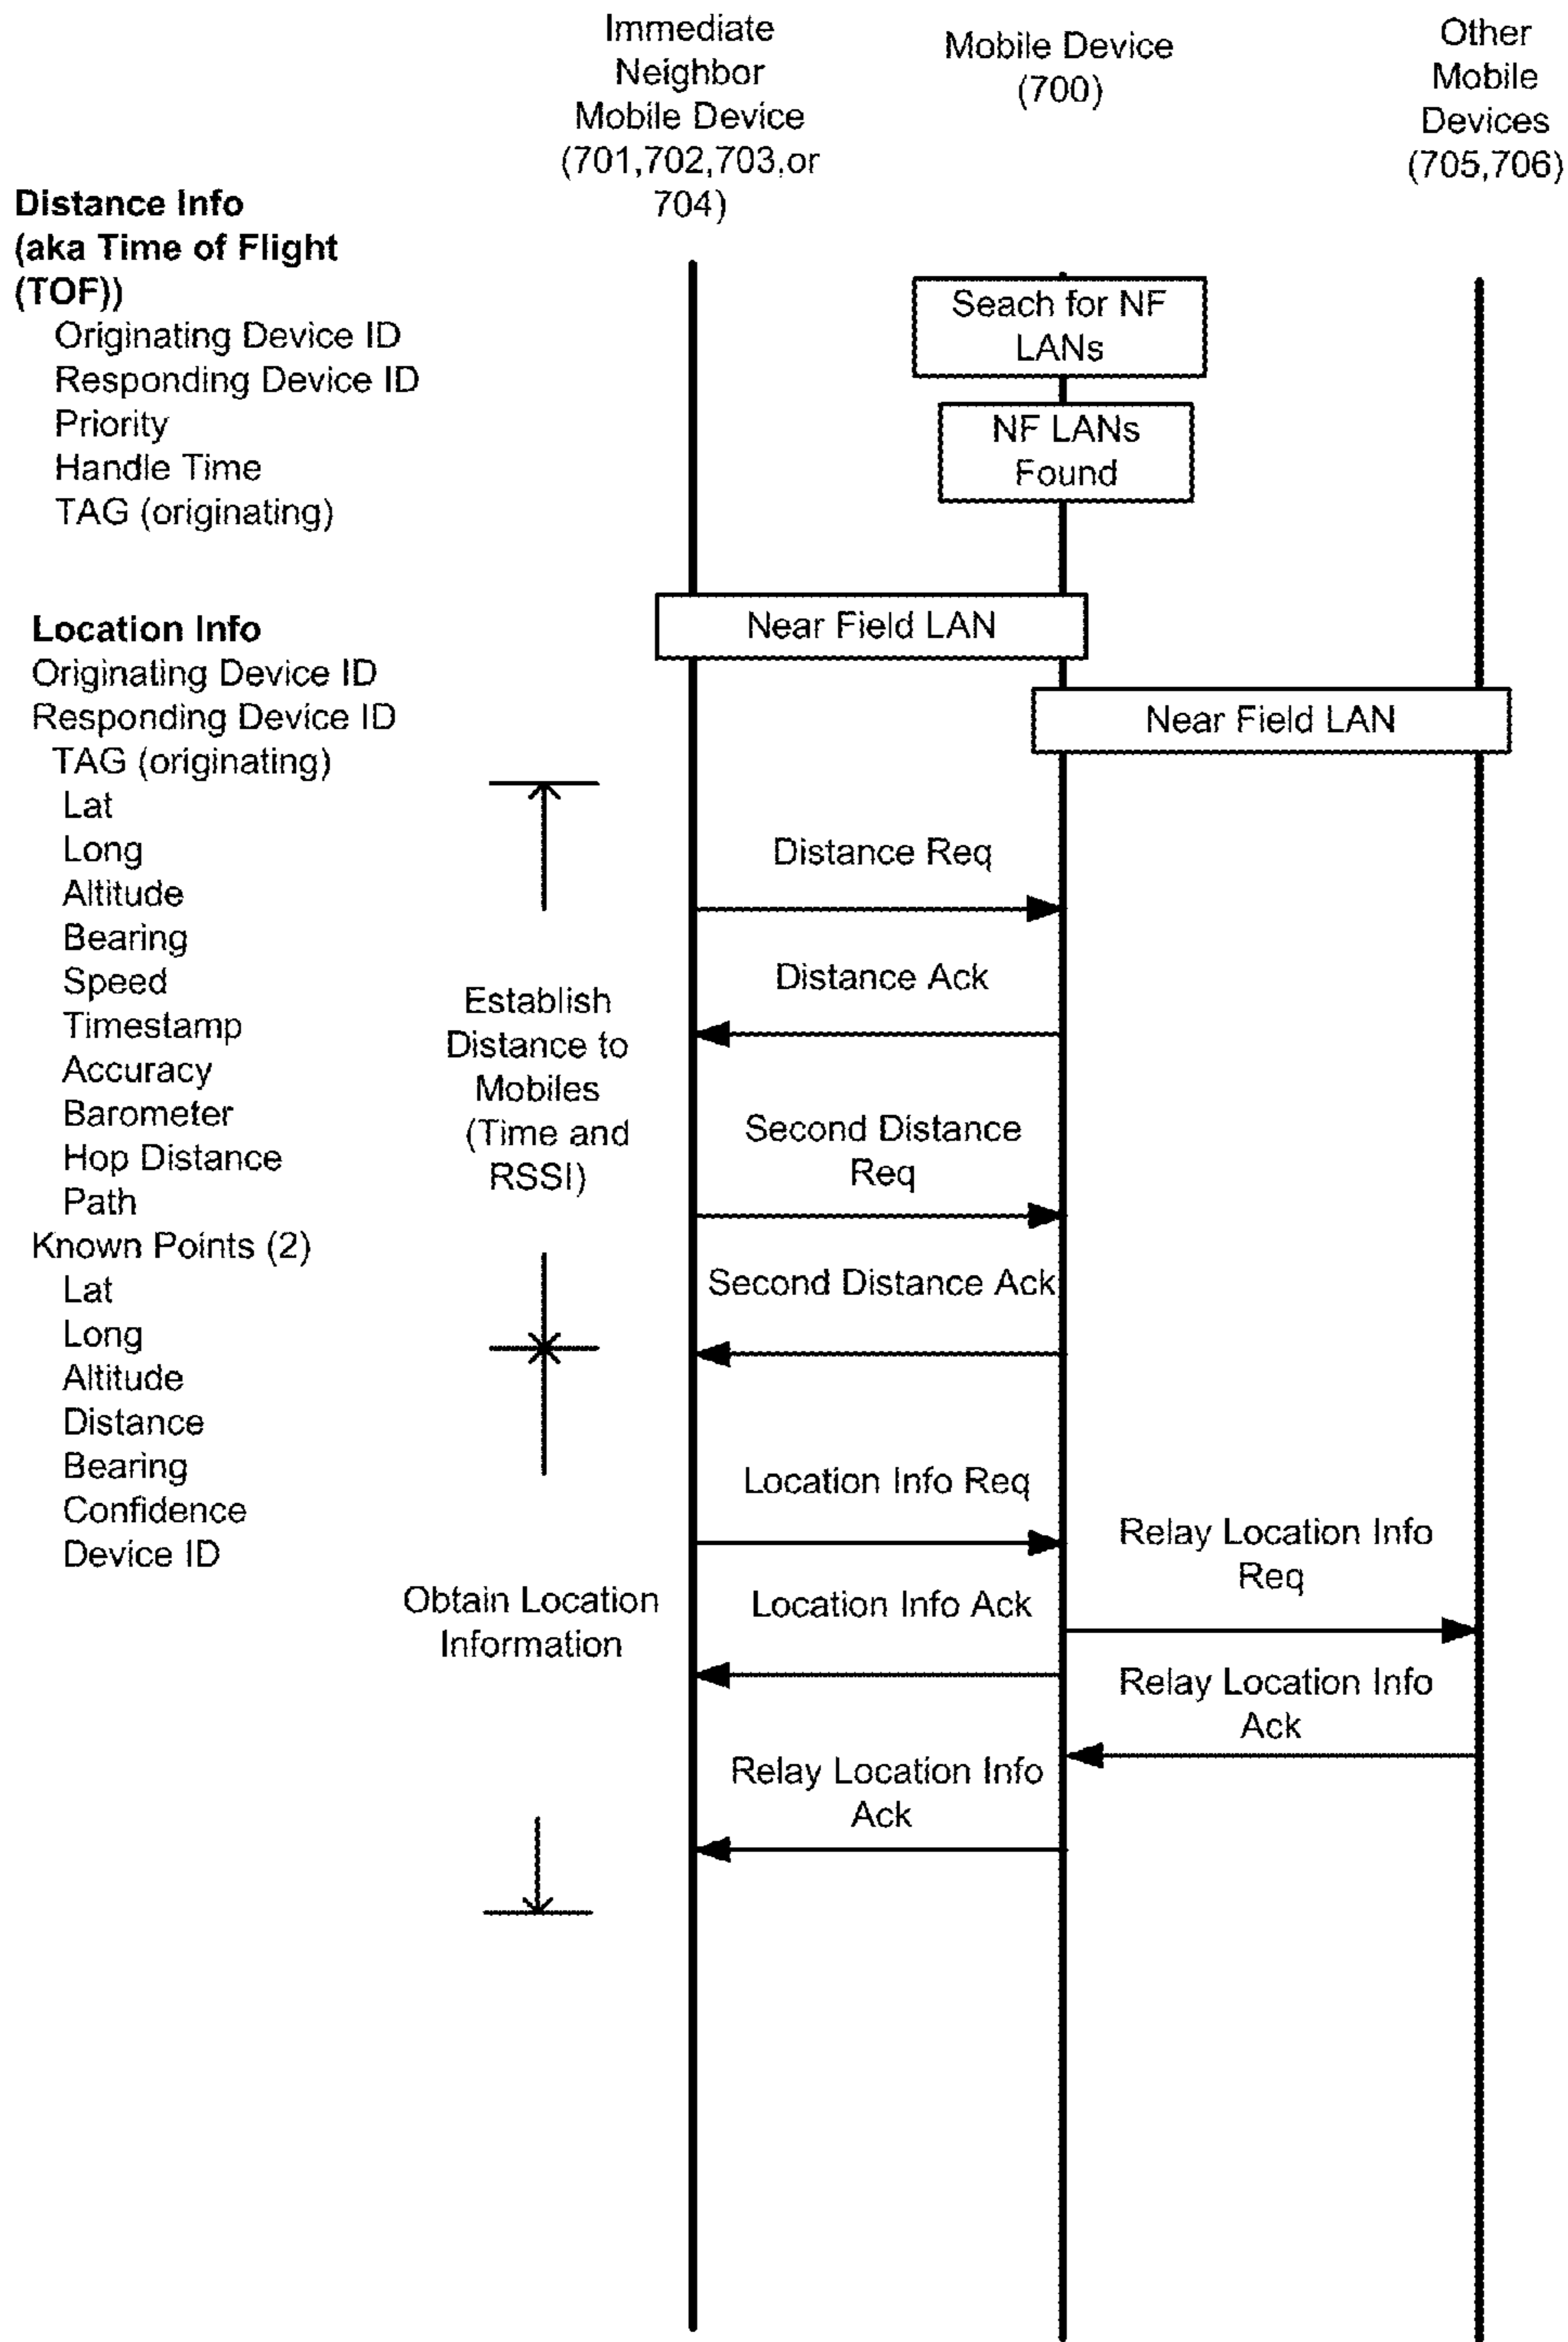 Immediate
Neighbor
Mobile Device
(701,702,703,or
704)
Mobile Device
(700)
Other
Mobile
Devices
(705,706)
Distance Info
(aka Time of Flight
(TOF))
Originating Device ID
Responding Device ID
Priority
Handle Time
TAG (originating)
Seach for NF
LANs
NF LANs
Found
Near Field LAN
Near Field LAN
Location Info
Originating Device ID
Responding Device ID
TAG (originating)
Lat
Long
Altitude
Bearing
Speed
Timestamp
Accuracy
Barometer
Hop Distance
Path
Known Points (2)
Lat
Long
Altitude
Distance
Bearing
Confidence
Device ID
Establish
Distance to
Mobiles
(Time and
RSSI)
Distance Req
Distance Ack
Second Distance
Req
Second Distance Ack
Obtain Location
Information
Location Info Req
Relay Location Info
Req
Location Info Ack
Relay Location Info
Ack
Relay Location Info
Ack